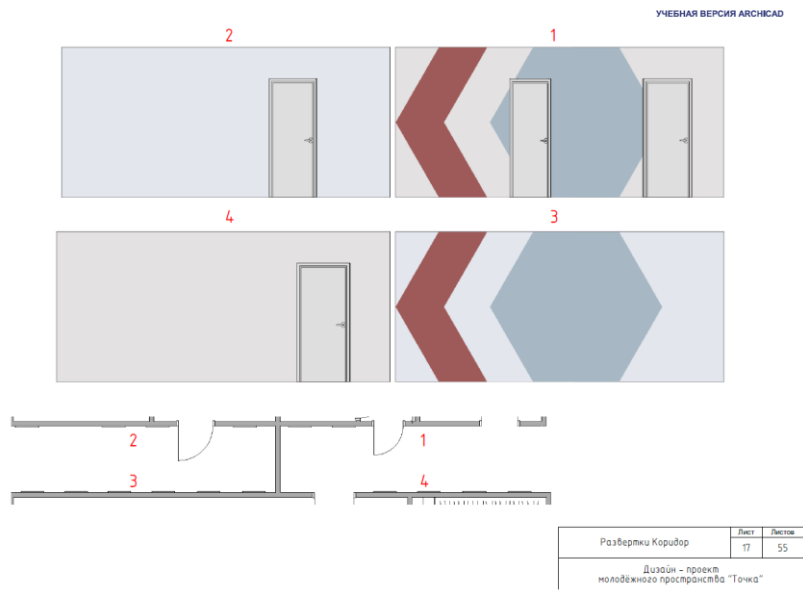 УЧЕБНАЯ ВЕРСИЯ ARCHICAD
2
1
4
3
2
1
3
4
Развертки Коридор
Лист
Листов
17
55
Дизайн - проект
молодёжного пространства "Точка"